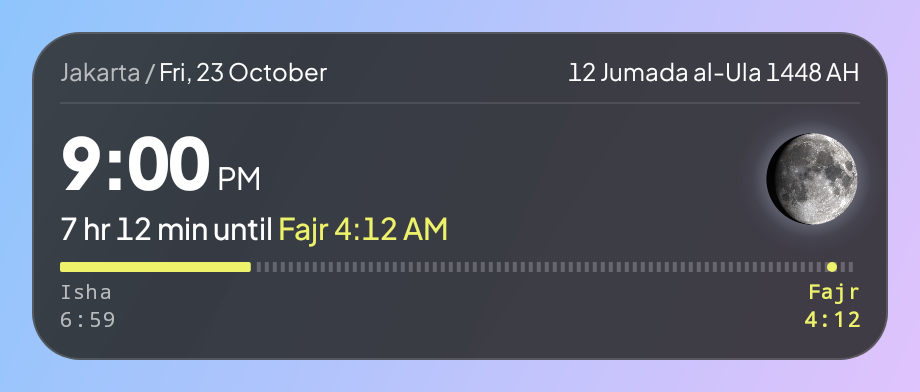 Jakarta / Fri, 23 October
12 Jumada al-Ula 1448 AH
9:00 PM
7 hr 12 min until Fajr 4:12 AM
Isha
6:59
Fajr
4:12